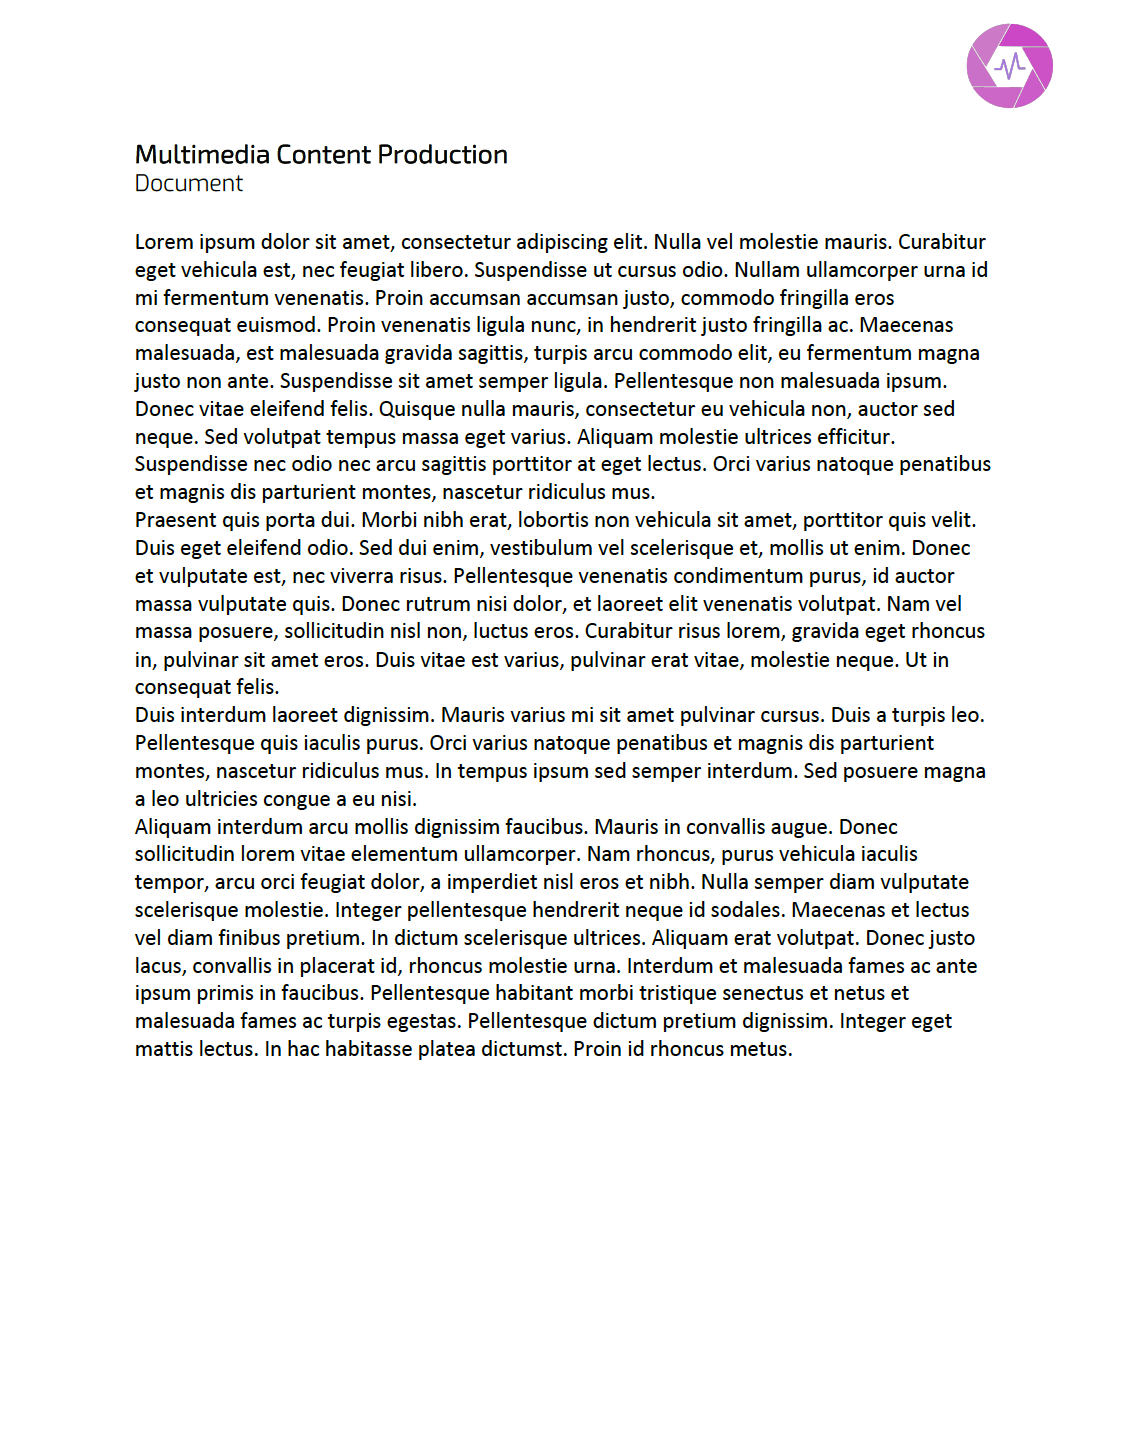 Multimedia Content Production
Document
Lorem ipsum dolor sit amet, consectetur adipiscing elit. Nulla vel molestie mauris. Curabitur
eget vehicula est, nec feugiat libero. Suspendisse ut cursus odio. Nullam ullamcorper urna id
mi fermentum venenatis. Proin accumsan accumsan justo, commodo fringilla eros
consequat euismod. Proin venenatis ligula nunc, in hendrerit justo fringilla ac. Maecenas
malesuada, est malesuada gravida sagittis, turpis arcu commodo elit, eu fermentum magna
justo non ante. Suspendisse sit amet semper ligula. Pellentesque non malesuada ipsum.
Donec vitae eleifend felis. Quisque nulla mauris, consectetur eu vehicula non, auctor sed
neque. Sed volutpat tempus massa eget varius. Aliquam molestie ultrices efficitur.
Suspendisse nec odio nec arcu sagittis porttitor at eget lectus. Orci varius natoque penatibus
et magnis dis parturient montes, nascetur ridiculus mus.
Praesent quis porta dui. Morbi nibh erat, lobortis non vehicula sit amet, porttitor quis velit.
Duis eget eleifend odio. Sed dui enim, vestibulum vel scelerisque et, mollis ut enim. Donec
et vulputate est, nec viverra risus. Pellentesque venenatis condimentum purus, id auctor
massa vulputate quis. Donec rutrum nisi dolor, et laoreet elit venenatis volutpat. Nam vel
massa posuere, sollicitudin nisl non, luctus eros. Curabitur risus lorem, gravida eget rhoncus
in, pulvinar sit amet eros. Duis vitae est varius, pulvinar erat vitae, molestie neque. Ut in
consequat felis.
Duis interdum laoreet dignissim. Mauris varius mi sit amet pulvinar cursus. Duis a turpis leo.
Pellentesque quis iaculis purus. Orci varius natoque penatibus et magnis dis parturient
montes, nascetur ridiculus mus. In tempus ipsum sed semper interdum. Sed posuere magna
a leo ultricies congue a eu nisi.
Aliquam interdum arcu mollis dignissim faucibus. Mauris in convallis augue. Donec
sollicitudin lorem vitae elementum ullamcorper. Nam rhoncus, purus vehicula iaculis
tempor, arcu orci feugiat dolor, a imperdiet nisl eros et nibh. Nulla semper diam vulputate
scelerisque molestie. Integer pellentesque hendrerit neque id sodales. Maecenas et lectus
vel diam finibus pretium. In dictum scelerisque ultrices. Aliquam erat volutpat. Donec justo
lacus, convallis in placerat id, rhoncus molestie urna. Interdum et malesuada fames ac ante
ipsum primis in faucibus. Pellentesque habitant morbi tristique senectus et netus et
malesuada fames ac turpis egestas. Pellentesque dictum pretium dignissim. Integer eget
mattis lectus. In hac habitasse platea dictumst. Proin id rhoncus metus.